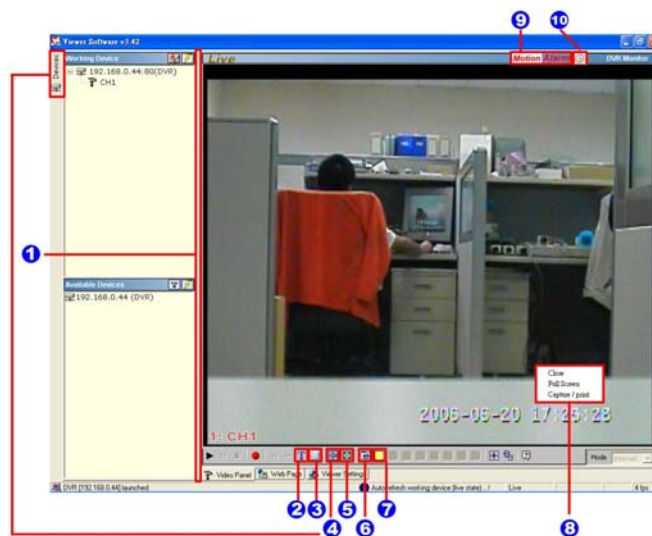 9
10
Viewer Software v7.42
Devices
Working Device
Live
Motion
Alarm
DVR Monitor
192.168.0.44:80(DVR)
CH1
1
Available Devices
192.168.0.44 (DVR)
Close
Full Screen
Capture / print
2006-06-20 17:25:28
1: CH1
Mode
Video Panel
Web Page
Viewer Settings
DVR [192.168.0.44] launched
Auto refresh working device (live state) ...!
Live
4 fps
2
3
4
5
6
7
8